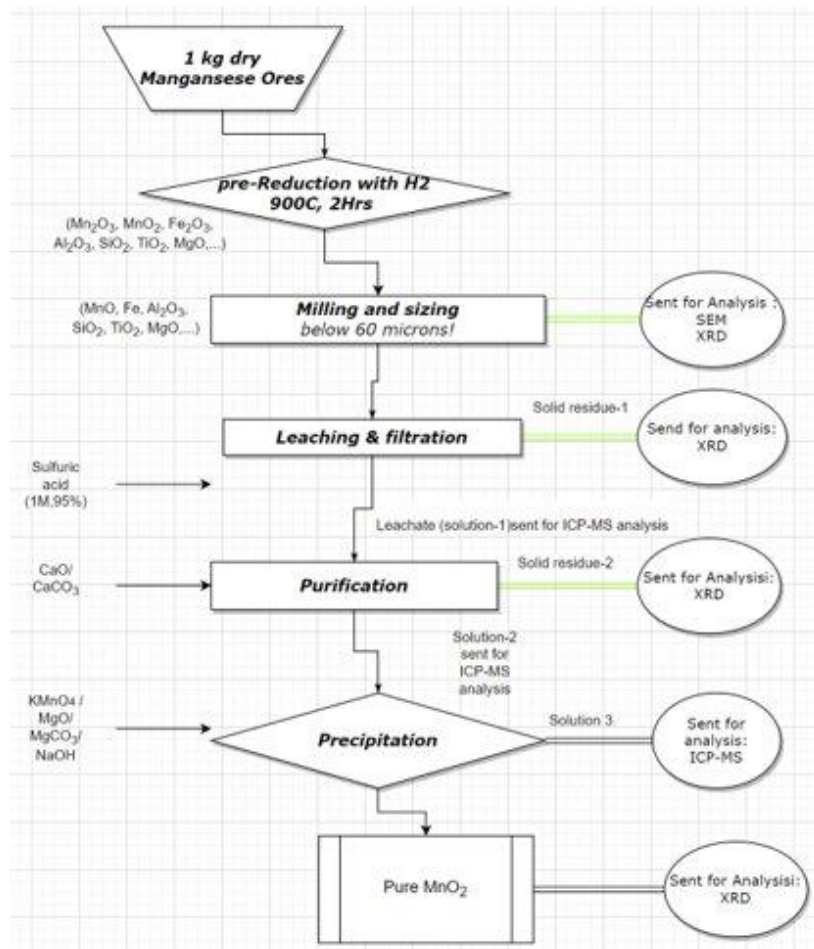 1 kg dry
Mangansese Ores
pre-Reduction with H2
900C, 2Hrs
(Mn₂O₃, MnO₂, Fe₂O₃,
Al₂O₃, SiO₂, TiO₂, MgO,...)
(MnO, Fe, Al₂O₃,
SiO₂, TiO₂, MgO,...)
Milling and sizing
below 60 microns!
Sent for Analysis :
SEM
XRD
Solid residue-1
Leaching & filtration
Send for analysis:
XRD
Sulfuric
acid
(1M,95%)
Leachate (solution-1)sent for ICP-MS analysis
CaO/
CaCO₃
Purification
Solid residue-2
Sent for Analysisi:
XRD
Solution-2
sent for
ICP-MS
analysis
KMnO₄ /
MgO/
MgCO₃/
NaOH
Precipitation
Solution 3
Sent for
analysis:
ICP-MS
Pure MnO₂
Sent for Analysisi:
XRD